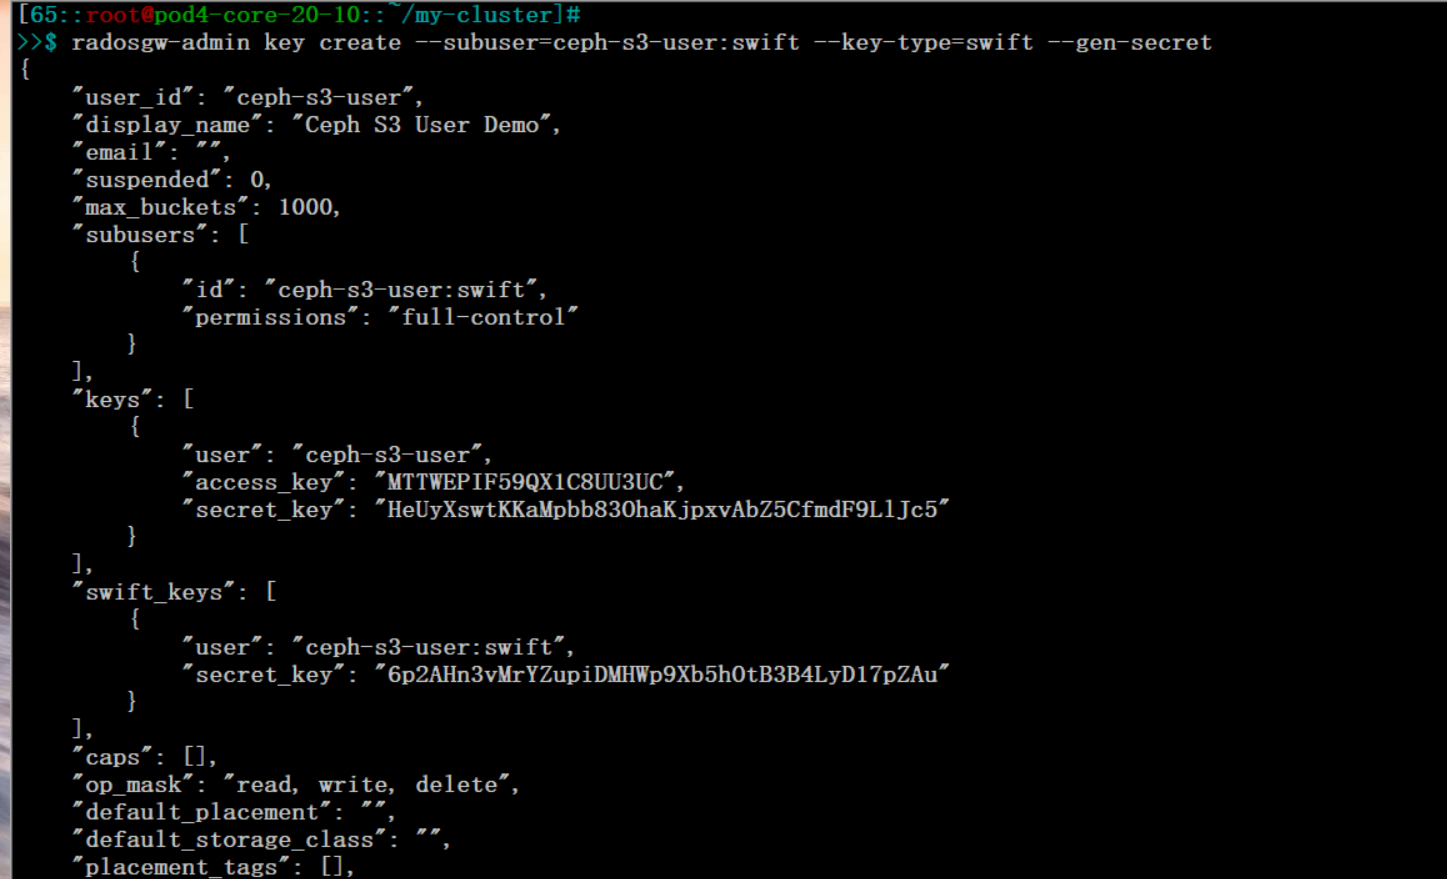 [65::root@pod4-core-20-10::~/my-cluster]#
>>$ radosgw-admin key create --subuser=ceph-s3-user:swift --key-type=swift --gen-secret
{
    "user_id": "ceph-s3-user",
    "display_name": "Ceph S3 User Demo",
    "email": "",
    "suspended": 0,
    "max_buckets": 1000,
    "subusers": [
        {
            "id": "ceph-s3-user:swift",
            "permissions": "full-control"
        }
    ],
    "keys": [
        {
            "user": "ceph-s3-user",
            "access_key": "MTTWEPIF59QX1C8UU3UC",
            "secret_key": "HeUyXswtKKaMpbb83OhaKjpxvAbZ5CfmdF9LlJc5"
        }
    ],
    "swift_keys": [
        {
            "user": "ceph-s3-user:swift",
            "secret_key": "6p2AHn3vMrYZupiDMHWp9Xb5hOtB3B4LyD17pZAu"
        }
    ],
    "caps": [],
    "op_mask": "read, write, delete",
    "default_placement": "",
    "default_storage_class": "",
    "placement_tags": [],